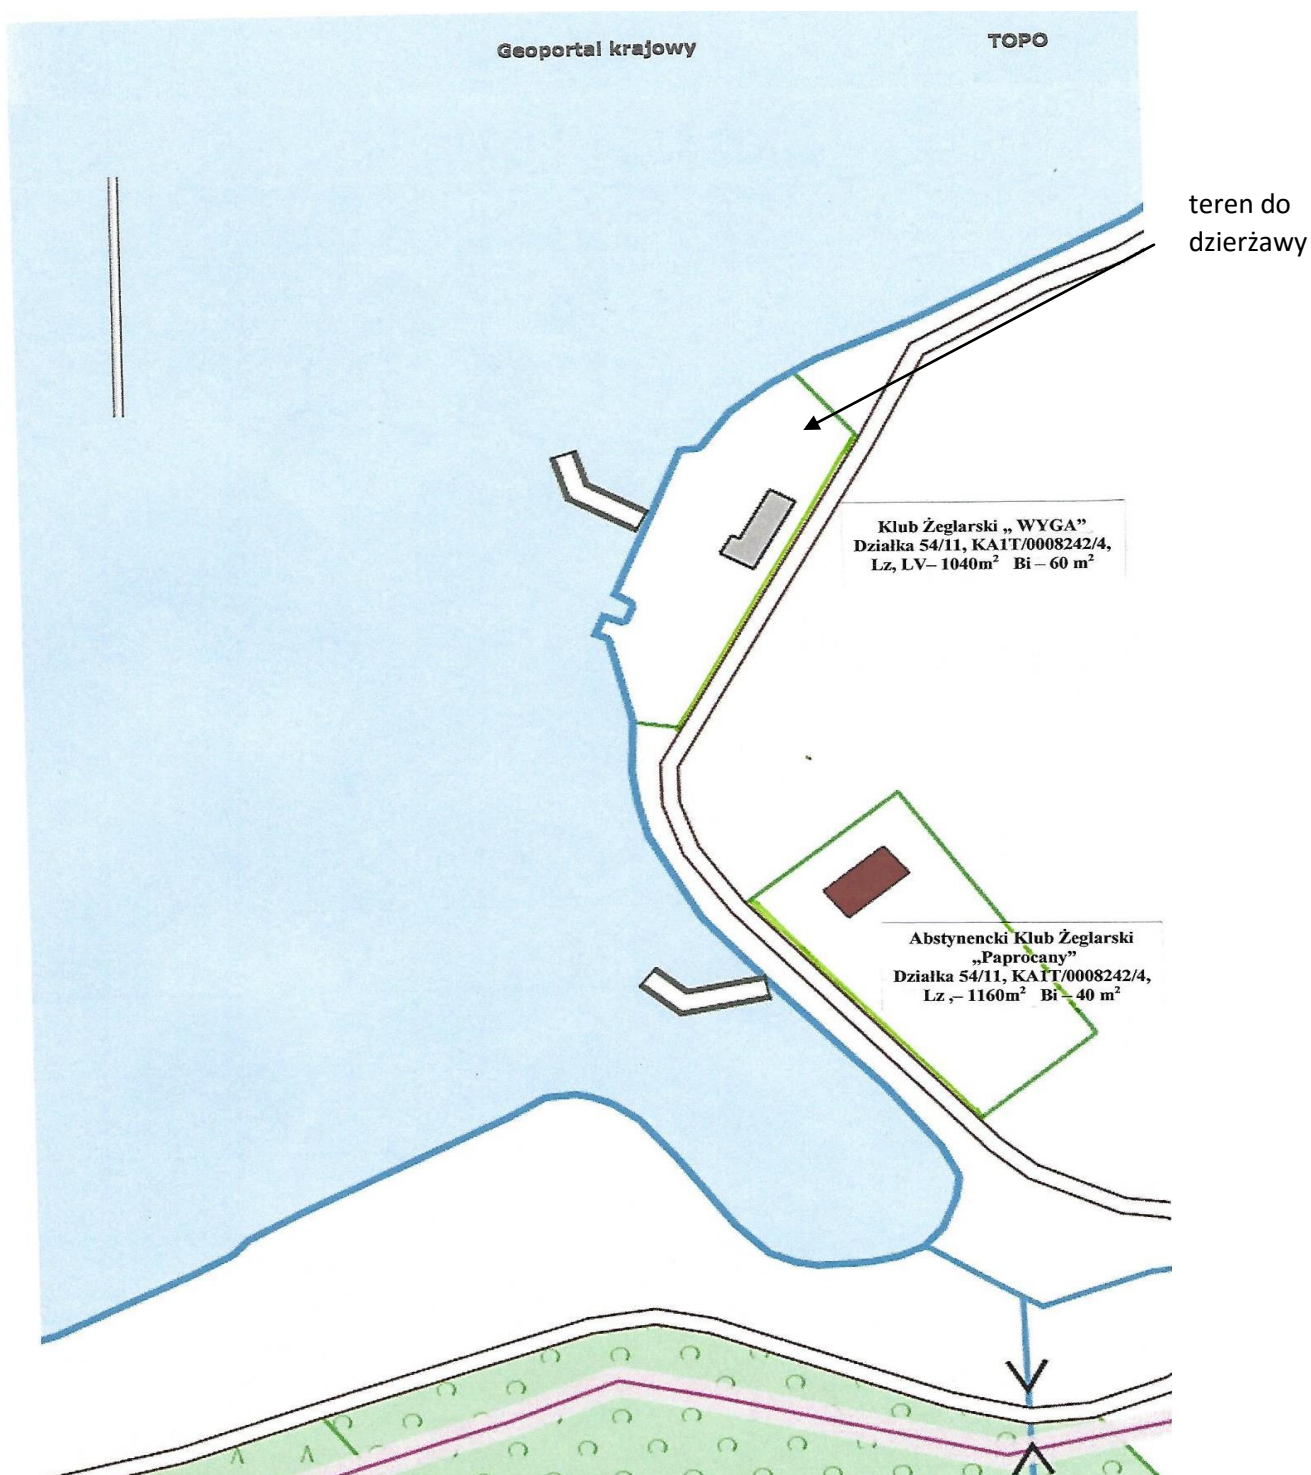 Geoportal krajowy
TOPO
teren do
dzierżawy
Klub Żeglarski „ WYGA”
Działka 54/11, KA1T/0008242/4,
Lz, LV– 1040m² Bi – 60 m²
Abstynencki Klub Żeglarski
„Paprocany”
Działka 54/11, KA1T/0008242/4,
Lz ,– 1160m² Bi – 40 m²